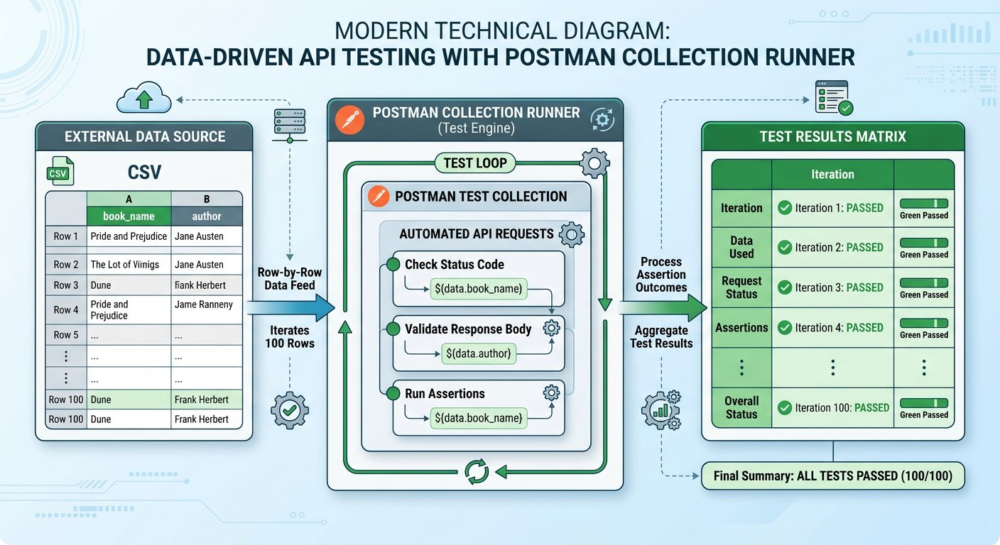 MODERN TECHNICAL DIAGRAM:
DATA-DRIVEN API TESTING WITH POSTMAN COLLECTION RUNNER
EXTERNAL DATA SOURCE
CSV
CSV
A B
book_name author
Row 1 Pride and Prejudice Jane Austen
Row 2 The Lot of Viinigs Jane Austen
Row 3 Dune Fank Herbert
Row 4 Pride and Prejudice Jame Ranneny
Row 5 ... ...
⋮ ... ...
⋮ ... ...
Row 100 Dune Frank Herbert
Row 100 Dune Frank Herbert
Row-by-Row
Data Feed
Iterates
100 Rows
POSTMAN COLLECTION RUNNER
(Test Engine)
TEST LOOP
POSTMAN TEST COLLECTION
AUTOMATED API REQUESTS
Check Status Code
${data.book_name}
Validate Response Body
${data.author}
Run Assertions
${data.book_name}
Process
Assertion
Outcomes
Aggregate
Test Results
TEST RESULTS MATRIX
Iteration
Iteration Iteration 1: PASSED Green Passed
Data Used Iteration 2: PASSED Green Passed
Request Status Iteration 3: PASSED Green Passed
Assertions Iteration 4: PASSED Green Passed
⋮ ⋮ ⋮
Overall Status Iteration 100: PASSED Green Passed
Final Summary: ALL TESTS PASSED (100/100)